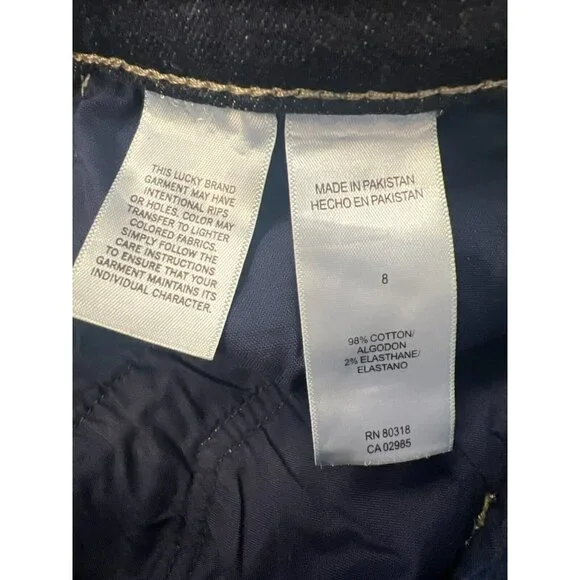 THIS LUCKY BRAND
GARMENT MAY HAVE
INTENTIONAL RIPS
OR HOLES. COLOR MAY
TRANSFER TO LIGHTER
COLORED FABRICS.
SIMPLY FOLLOW THE
CARE INSTRUCTIONS
TO ENSURE THAT YOUR
GARMENT MAINTAINS ITS
INDIVIDUAL CHARACTER.
MADE IN PAKISTAN
HECHO EN PAKISTAN
8
98% COTTON/
ALGODON
2% ELASTHANE/
ELASTANO
RN 80318
CA 02985